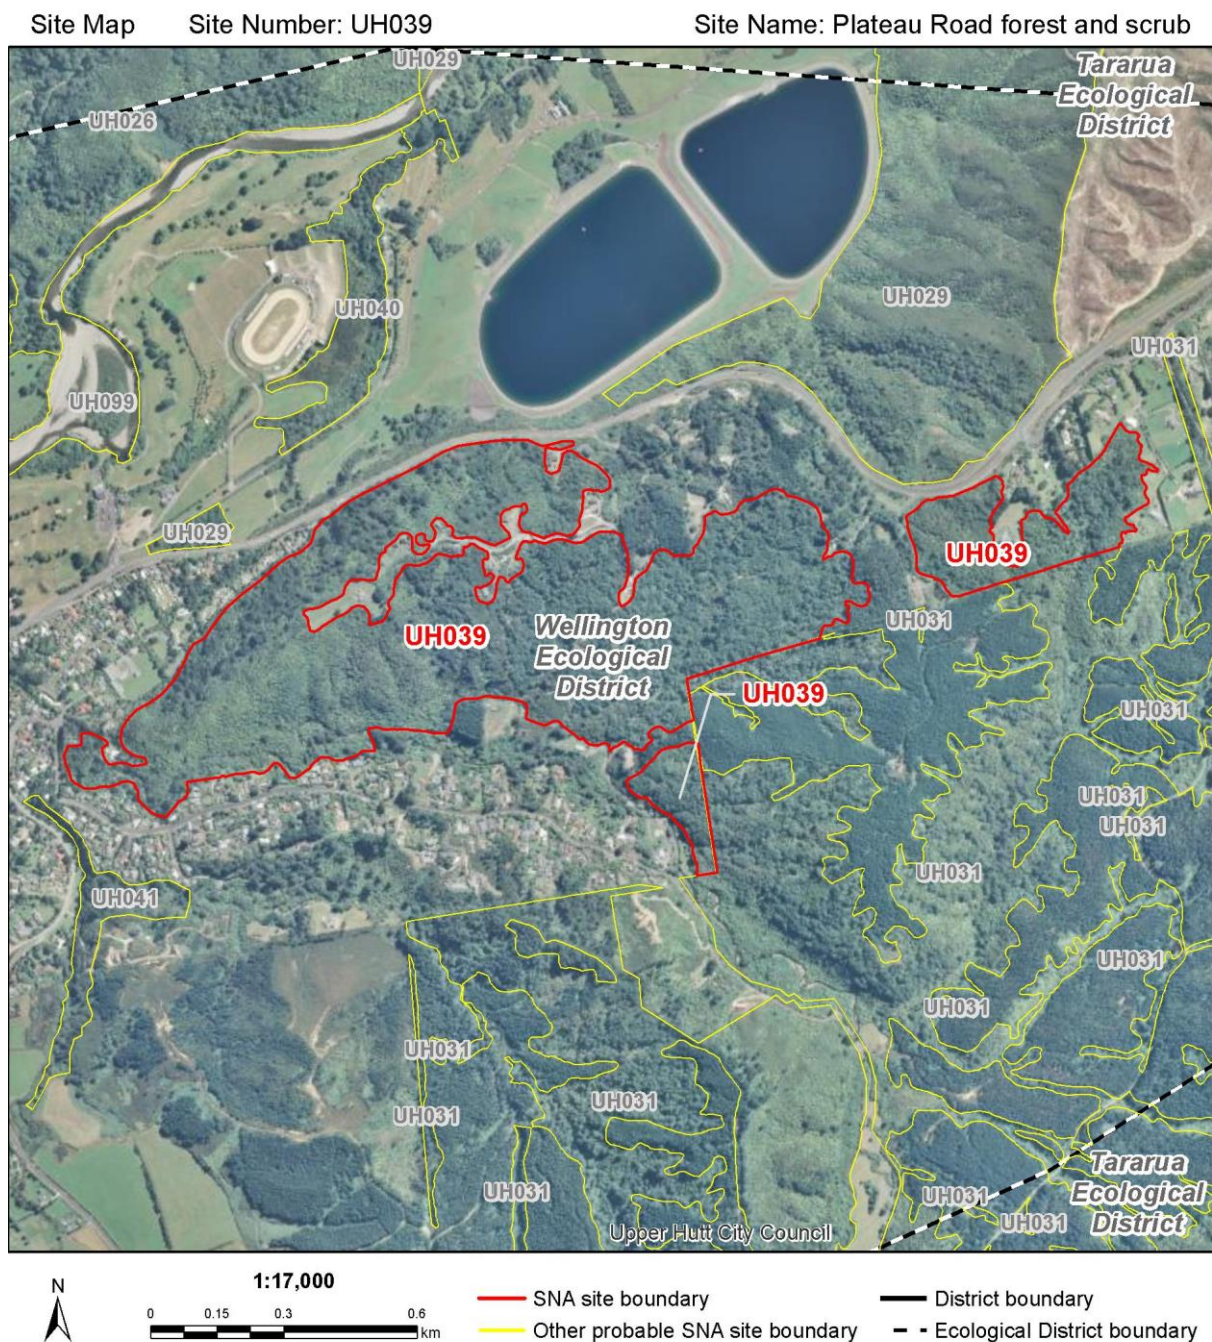 Site Map Site Number: UH039 Site Name: Plateau Road forest and scrub
UH029
Tararua
Ecological
District
UH026
UH029
UH040
UH031
UH099
UH029
UH039
UH039
Wellington
Ecological
District
UH031
UH039
UH031
UH031
UH031
UH031
UH041
UH031
UH031
UH031
UH031
UH031
UH031
Tararua
Ecological
District
UH031
UH031
UH031
Upper Hutt City Council
N
1:17,000
0 0.15 0.3 0.6
km
SNA site boundary
Other probable SNA site boundary
District boundary
Ecological District boundary